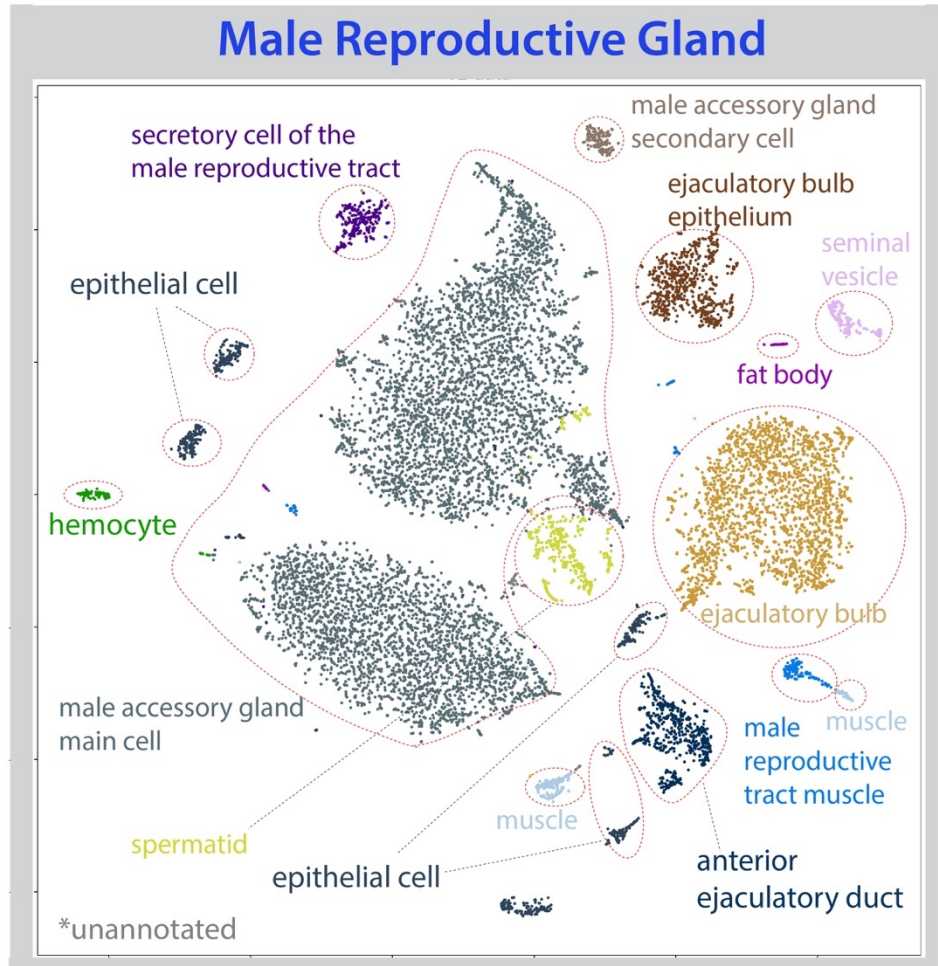 Male Reproductive Gland
male accessory gland
secondary cell
secretory cell of the
male reproductive tract
ejaculatory bulb
epithelium
seminal
vesicle
epithelial cell
fat body
hemocyte
ejaculatory bulb
male accessory gland
main cell
muscle
male
reproductive
tract muscle
muscle
spermatid
epithelial cell
anterior
ejaculatory duct
*unannotated